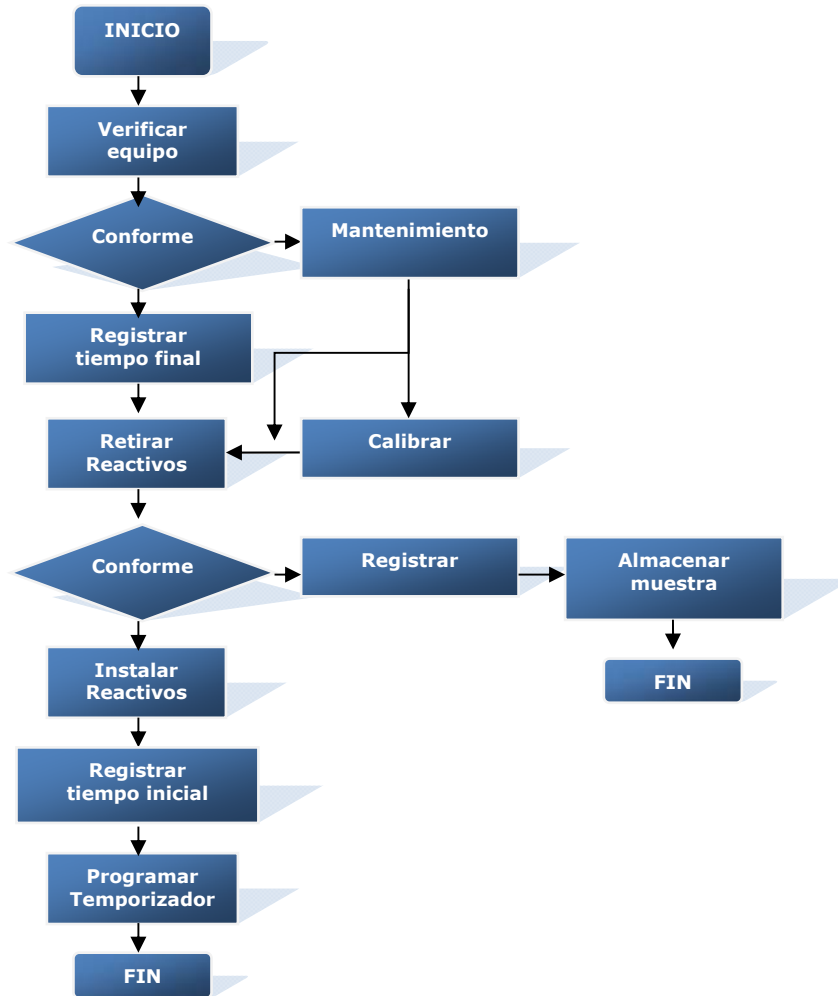 INICIO
Verificar
equipo
Conforme
Mantenimiento
Registrar
tiempo final
Retirar
Reactivos
Calibrar
Conforme
Registrar
Almacenar
muestra
Instalar
Reactivos
FIN
Registrar
tiempo inicial
Programar
Temporizador
FIN